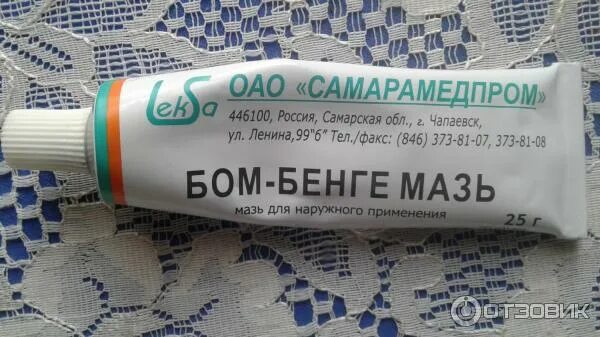 LekSa
ОАО «САМАРАМЕДПРОМ»
446100, Россия, Самарская обл., г. Чапаевск,
ул. Ленина,99"б" Тел./факс: (846) 373-81-07, 373-81-08
БОМ-БЕНГЕ МАЗЬ
мазь для наружного применения
25 г
ОТЗОВИК